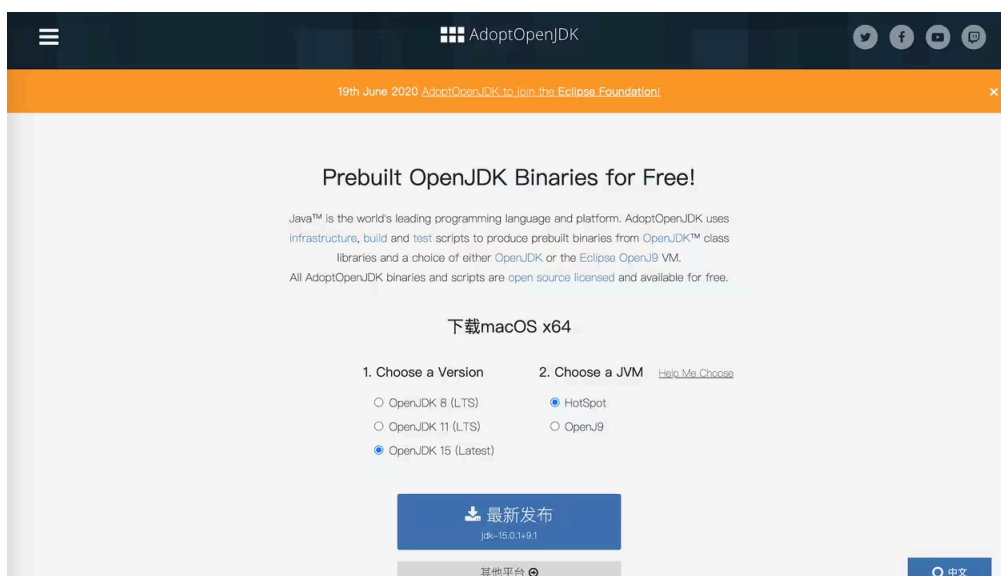 AdoptOpenJDK
19th June 2020 AdoptOpenJDK to join the Eclipse Foundation!
Prebuilt OpenJDK Binaries for Free!
Java™ is the world's leading programming language and platform. AdoptOpenJDK uses
infrastructure, build and test scripts to produce prebuilt binaries from OpenJDK™ class
libraries and a choice of either OpenJDK or the Eclipse OpenJ9 VM.
All AdoptOpenJDK binaries and scripts are open source licensed and available for free.
下载macOS x64
1. Choose a Version
2. Choose a JVM Help Me Choose
OpenJDK 8 (LTS)
OpenJDK 11 (LTS)
OpenJDK 15 (Latest)
HotSpot
OpenJ9
最新发布
jdk-15.0.1+9.1
其他平台
中文